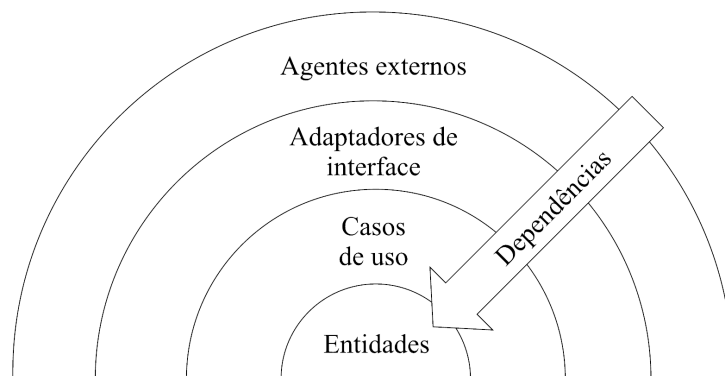 Agentes externos
Adaptadores de
interface
Casos
de uso
Dependências
Entidades